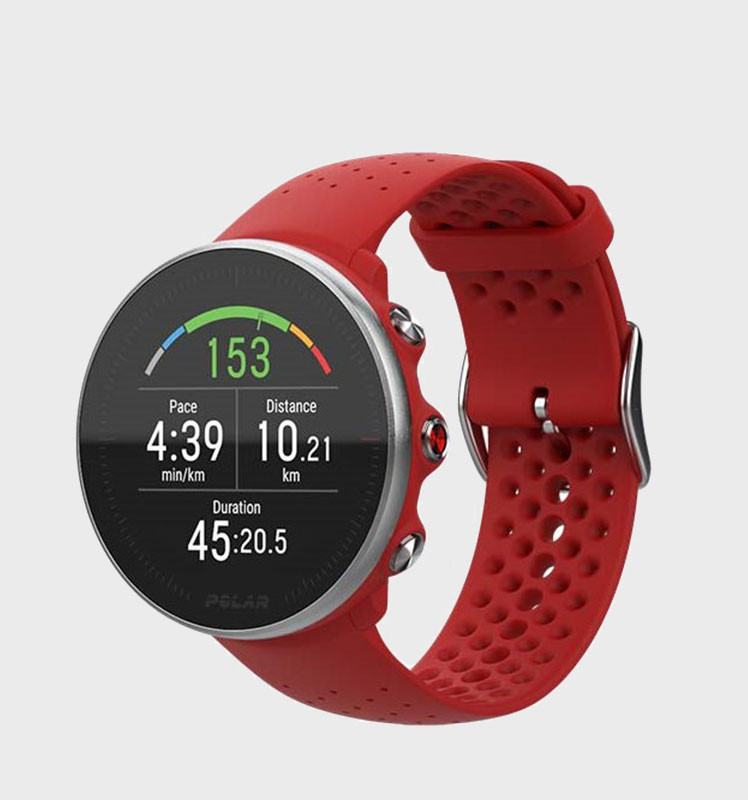 153
Pace Distance
4:39 10.21
min/km km
Duration
45:20.5
POLAR